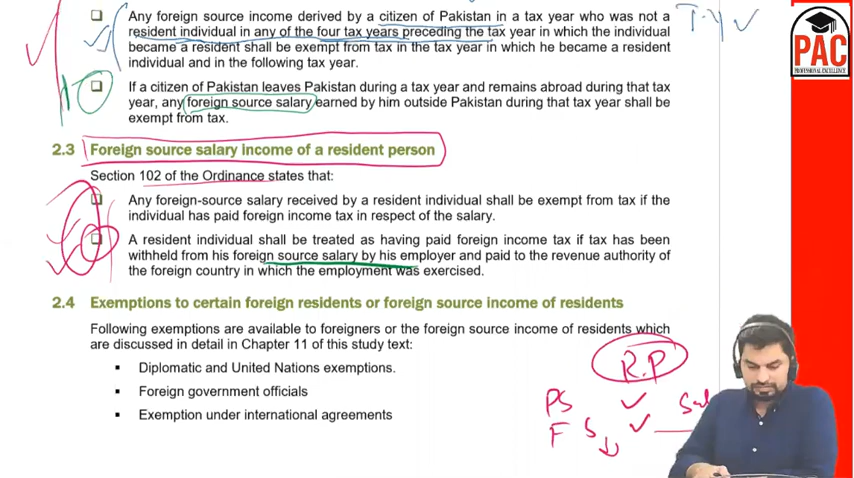 Any foreign source income derived by a citizen of Pakistan in a tax year who was not a
resident individual in any of the four tax years preceding the tax year in which the individual
became a resident shall be exempt from tax in the tax year in which he became a resident
individual and in the following tax year.
If a citizen of Pakistan leaves Pakistan during a tax year and remains abroad during that tax
year, any foreign source salary earned by him outside Pakistan during that tax year shall be
exempt from tax.
2.3 Foreign source salary income of a resident person
Section 102 of the Ordinance states that:
Any foreign-source salary received by a resident individual shall be exempt from tax if the
individual has paid foreign income tax in respect of the salary.
A resident individual shall be treated as having paid foreign income tax if tax has been
withheld from his foreign source salary by his employer and paid to the revenue authority of
the foreign country in which the employment was exercised.
2.4 Exemptions to certain foreign residents or foreign source income of residents
Following exemptions are available to foreigners or the foreign source income of residents which
are discussed in detail in Chapter 11 of this study text:
Diplomatic and United Nations exemptions.
Foreign government officials
Exemption under international agreements
T.Y
R.P
PS
F S
PAC
PROFESSIONAL EXCELLENCE